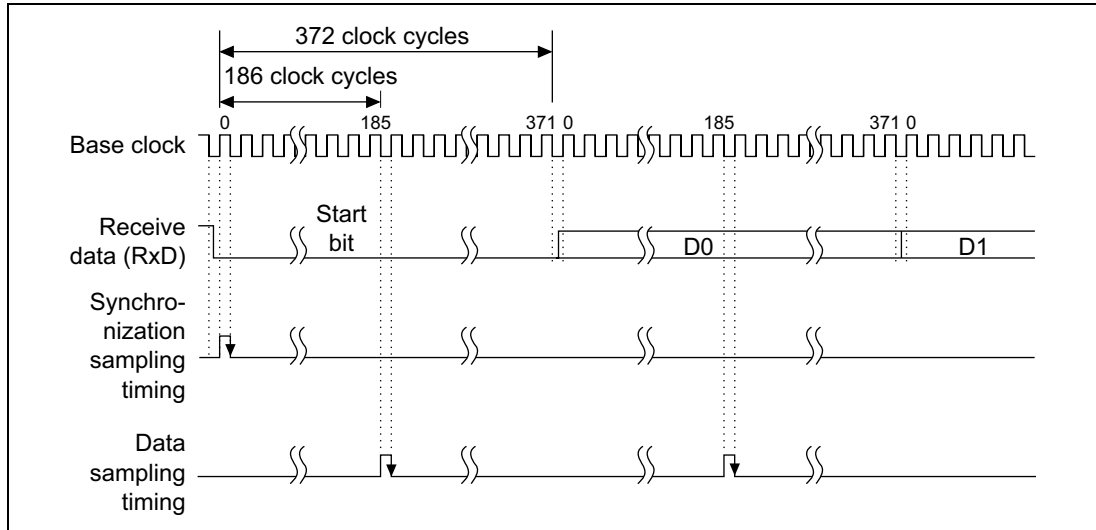 372 clock cycles
186 clock cycles
0 185 371 0 185 371 0
Base clock
Receive
data (RxD)
Start
bit
D0 D1
Synchro-
nization
sampling
timing
Data
sampling
timing